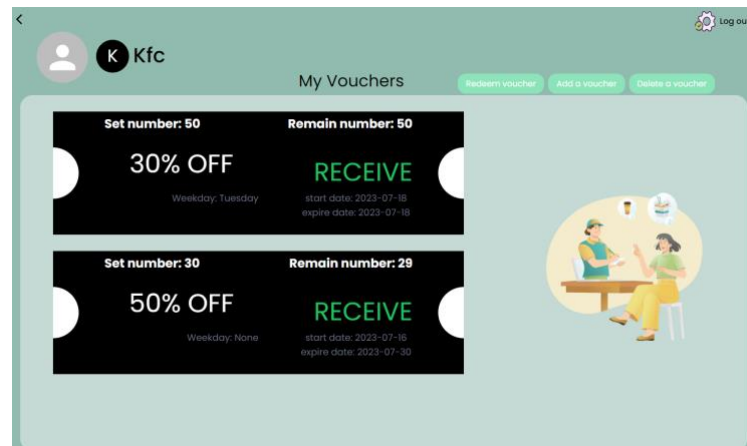 <
Log ou
K Kfc
My Vouchers
Redeem voucher Add a voucher Delete a voucher
Set number: 50 Remain number: 50
30% OFF RECEIVE
Weekday: Tuesday start date: 2023-07-18
expire date: 2023-07-18
Set number: 30 Remain number: 29
50% OFF RECEIVE
Weekday: None start date: 2023-07-16
expire date: 2023-07-30